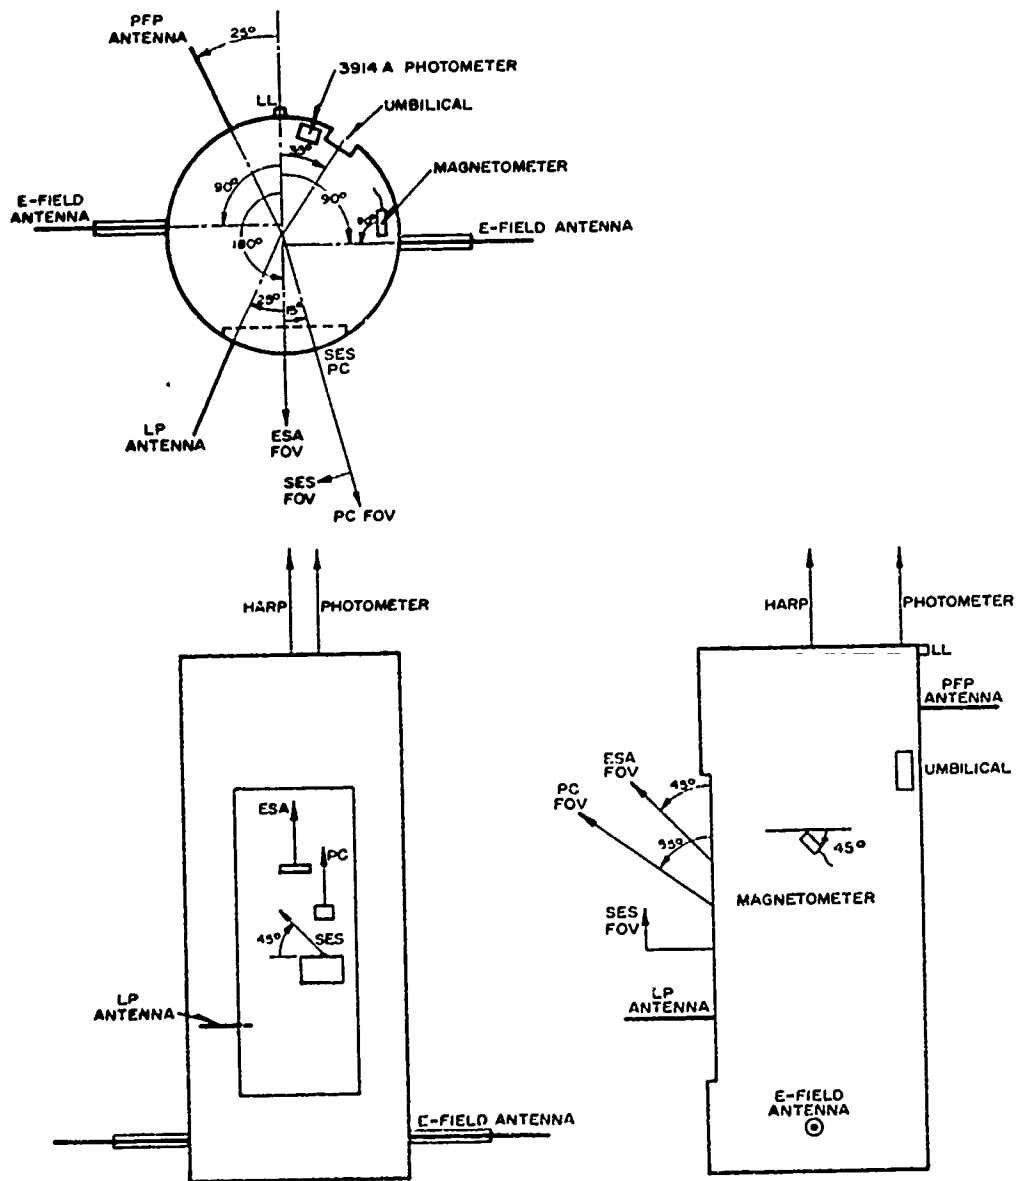 PFP
ANTENNA
25°
3914 A PHOTOMETER
LL
UMBILICAL
MAGNETOMETER
90°
90°
E-FIELD
ANTENNA
E-FIELD ANTENNA
180°
25°
15°
SES
PC
LP
ANTENNA
ESA
FOV
SES
FOV
PC FOV
HARP
PHOTOMETER
HARP
PHOTOMETER
LL
PFP
ANTENNA
ESA
FOV
45°
UMBILICAL
PC
FOV
55°
45°
ESA
PC
MAGNETOMETER
SES
FOV
45°
SES
LP
ANTENNA
LP
ANTENNA
E-FIELD
ANTENNA
E-FIELD ANTENNA